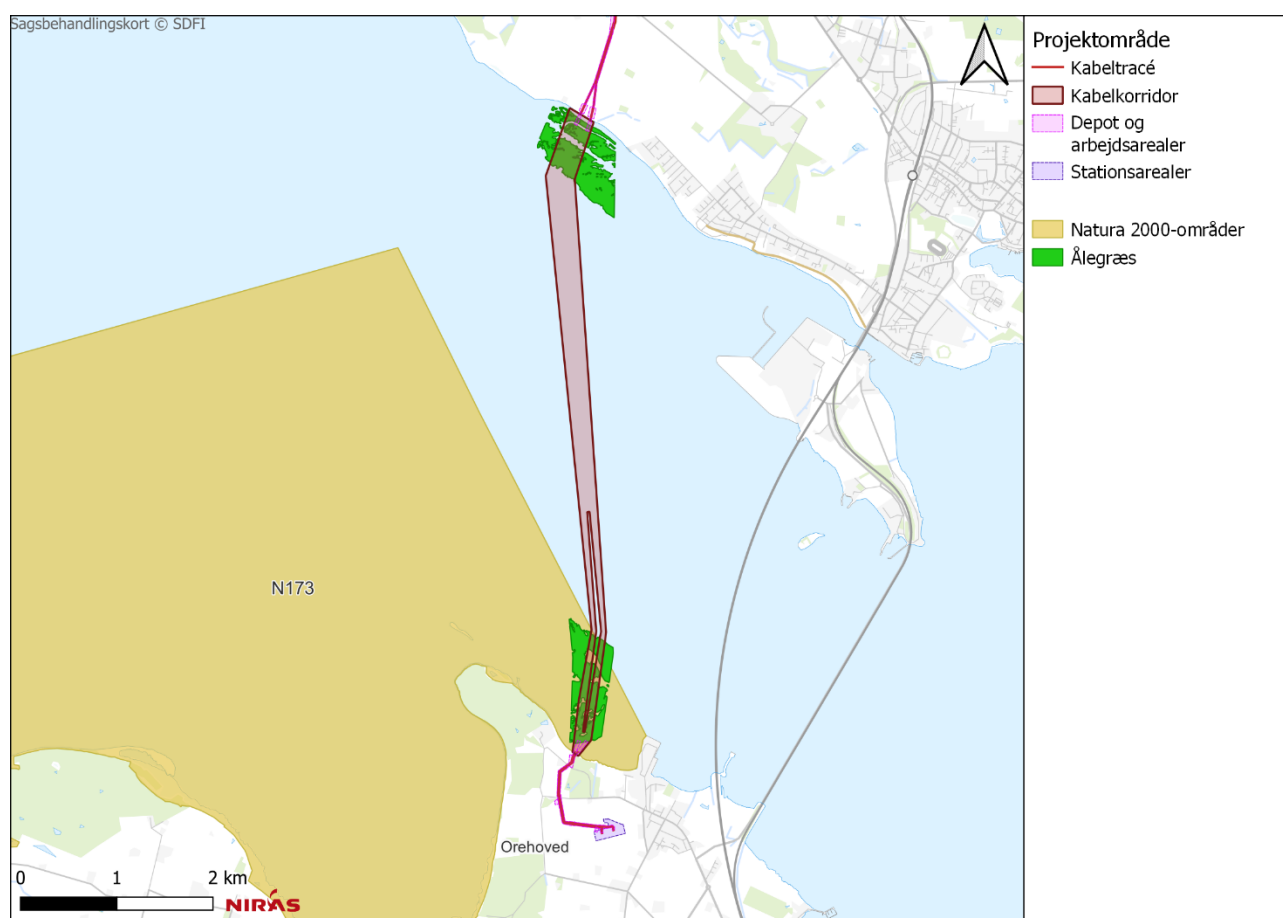 Sagsbehandlingskort © SDFI
N173
Orehoved
0 1 2 km
NIRAS
Projektområde
Kabeltracé
Kabelkorridor
Depot og
arbejdsarealer
Stationsarealer
Natura 2000-områder
Ålegræs